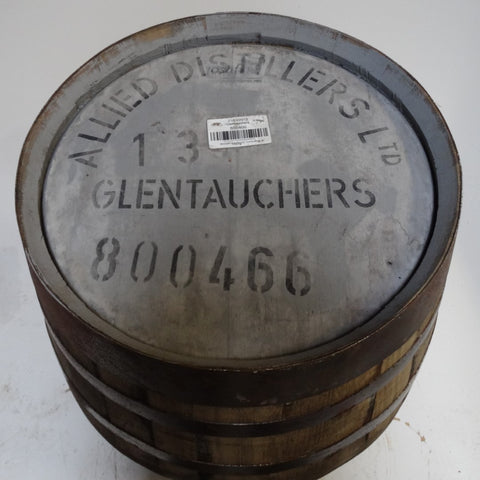 ALLIED DISTILLERS LTD
GLENTAUCHERS
800466